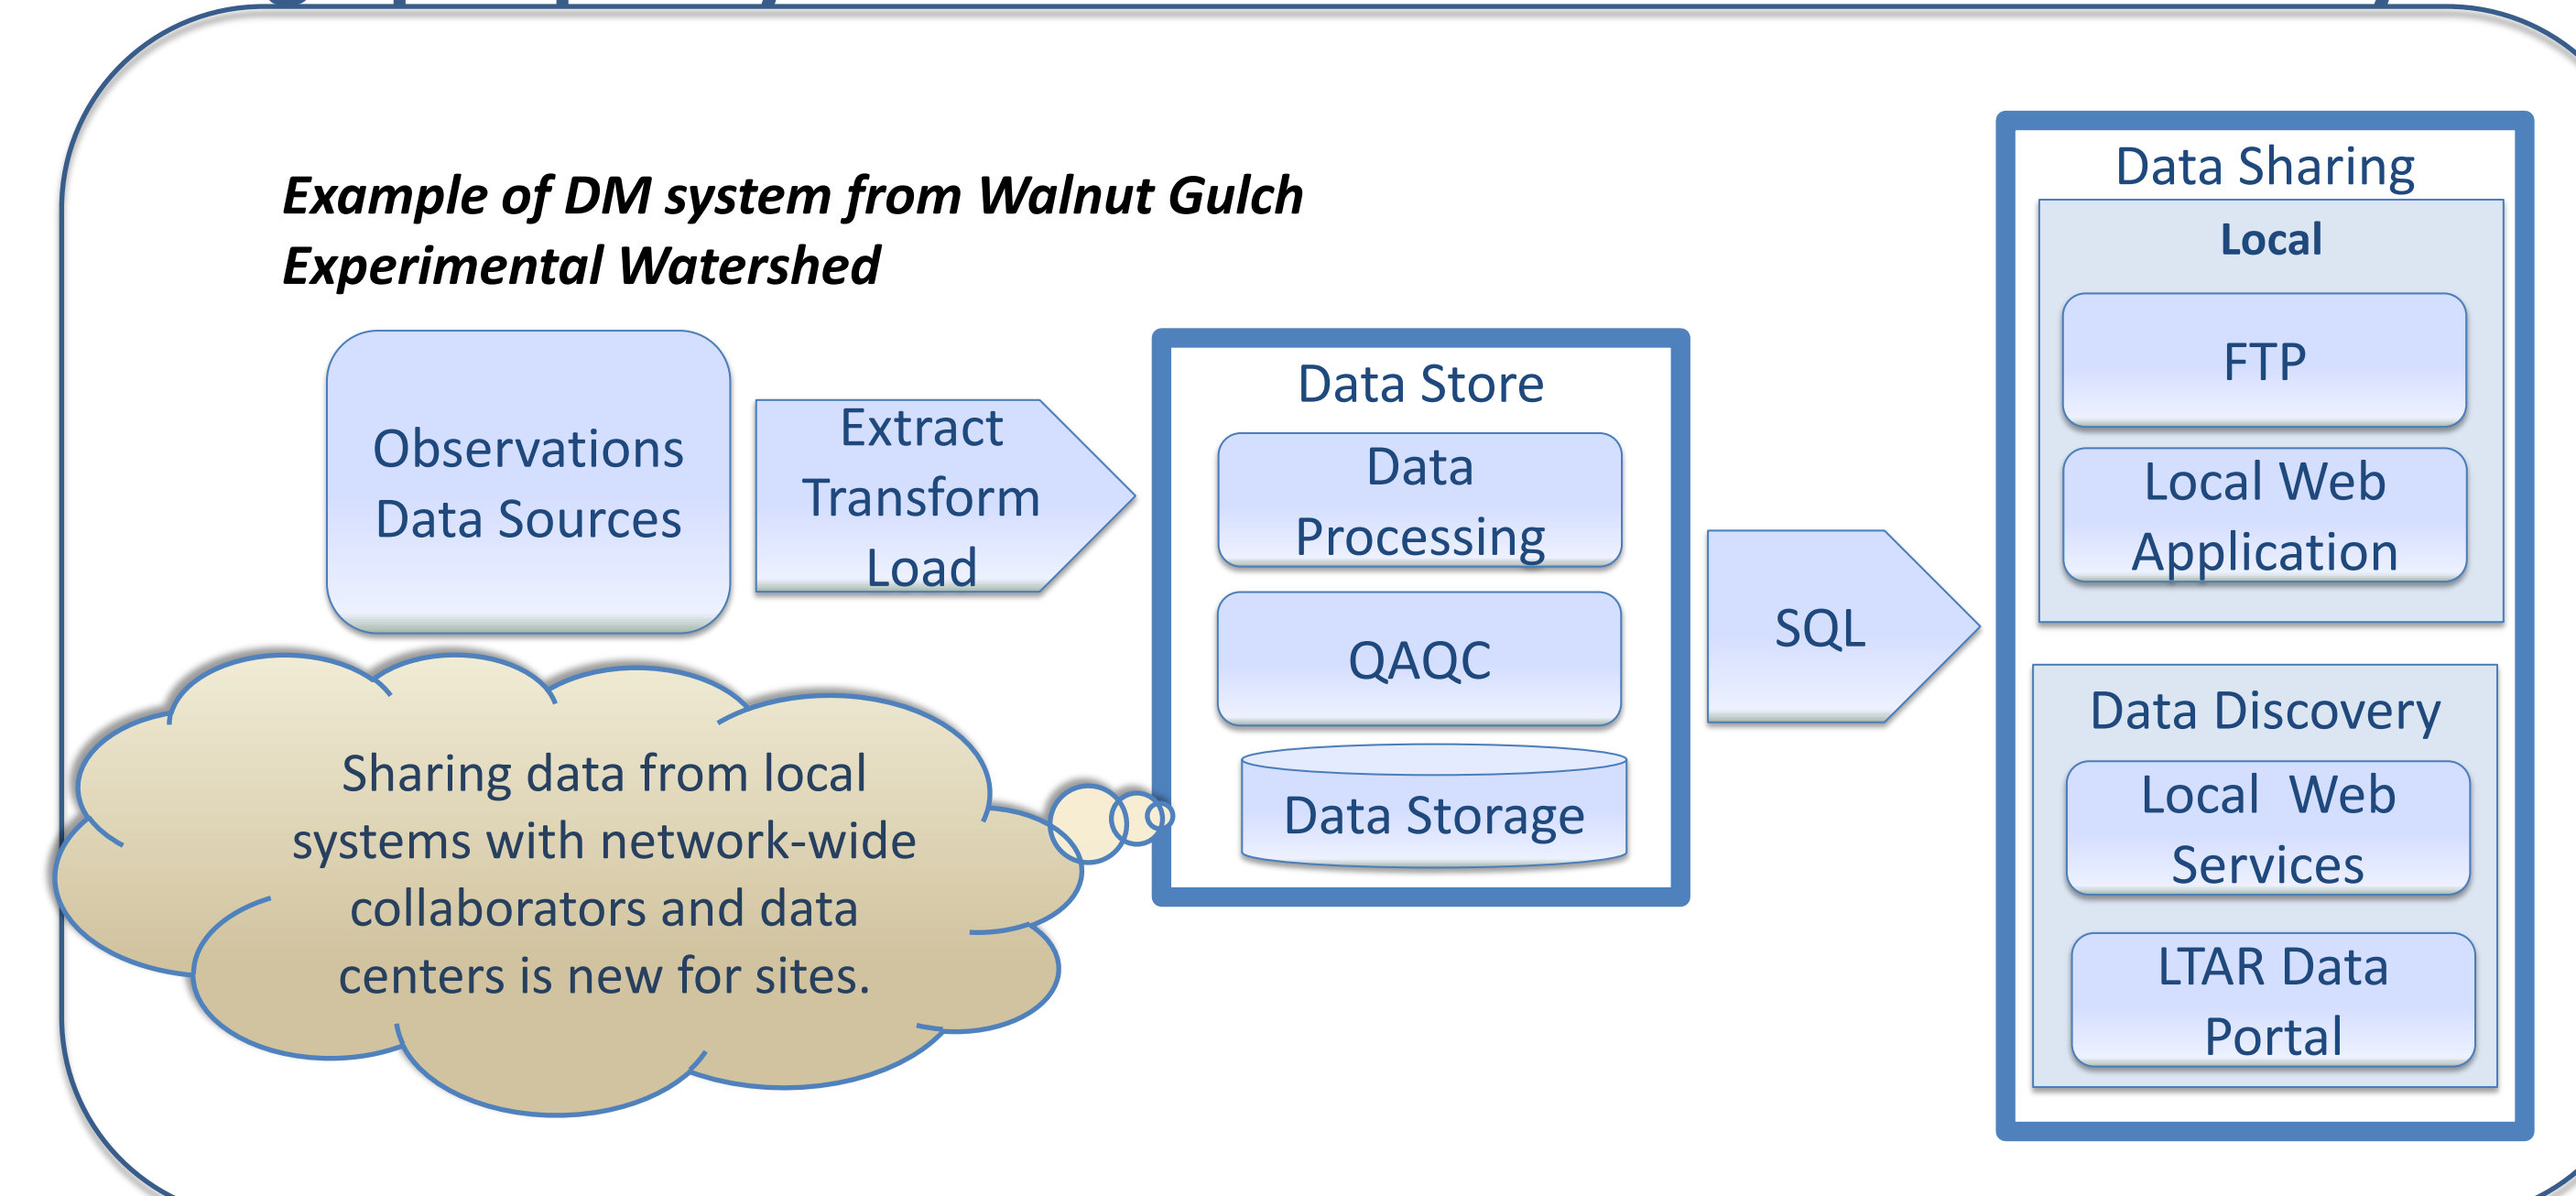 Example of DM system from Walnut Gulch
Experimental Watershed
Observations
Data Sources
Extract
Transform
Load
Data Store
Data
Processing
QAQC
Data Storage
SQL
Data Sharing
Local
FTP
Local Web
Application
Data Discovery
Local  Web
Services
LTAR Data
Portal
Sharing data from local
systems with network-wide
collaborators and data
centers is new for sites.